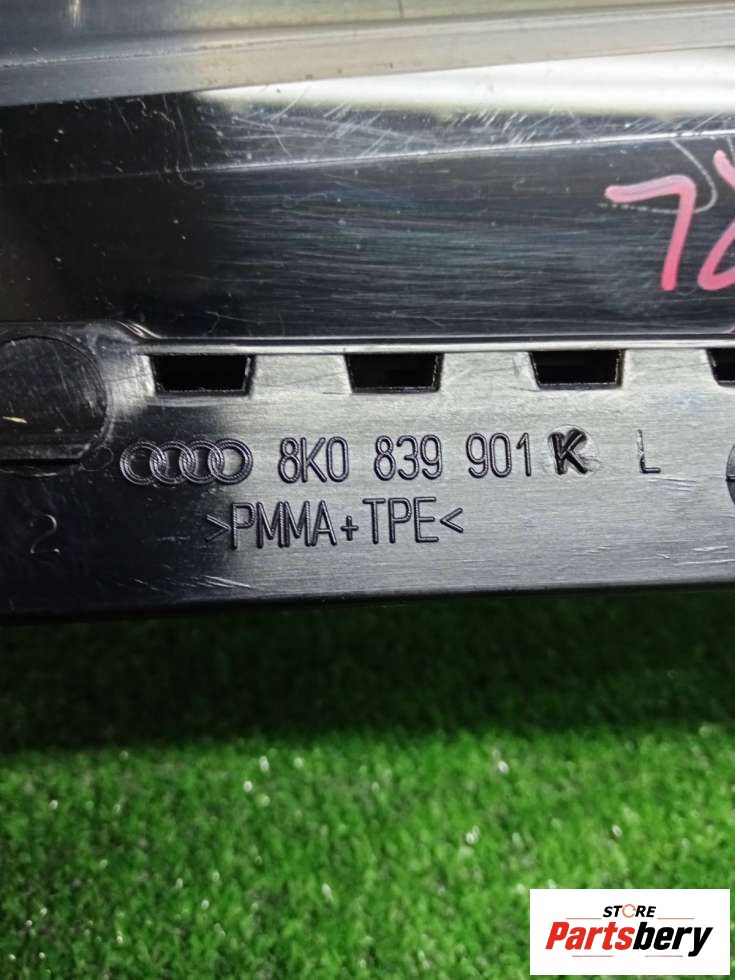 8K0 839 901 K L
>PMMA+TPE<
2
STORE
Partsbery